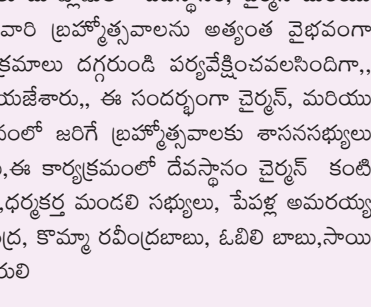 వారి బ్రహ్మోత్సవాలను అత్యంత వైభవంగా
క్రమాలు దగ్గరుండి పర్యవేక్షించవలసిందిగా,,
యజేశారు,, ఈ సందర్భంగా చైర్మన్, మరియు
నంలో జరిగే బ్రహ్మోత్సవాలకు శాసనసభ్యులు
,ఈ కార్యక్రమంలో దేవస్థానం చైర్మన్ కంటి
,ధర్మకర్త మండలి సభ్యులు, పేపళ్ల అమరయ్య
ంద్ర, కొమ్మా రవీంద్రబాబు, ఓబిలి బాబు,సాయి
రులి